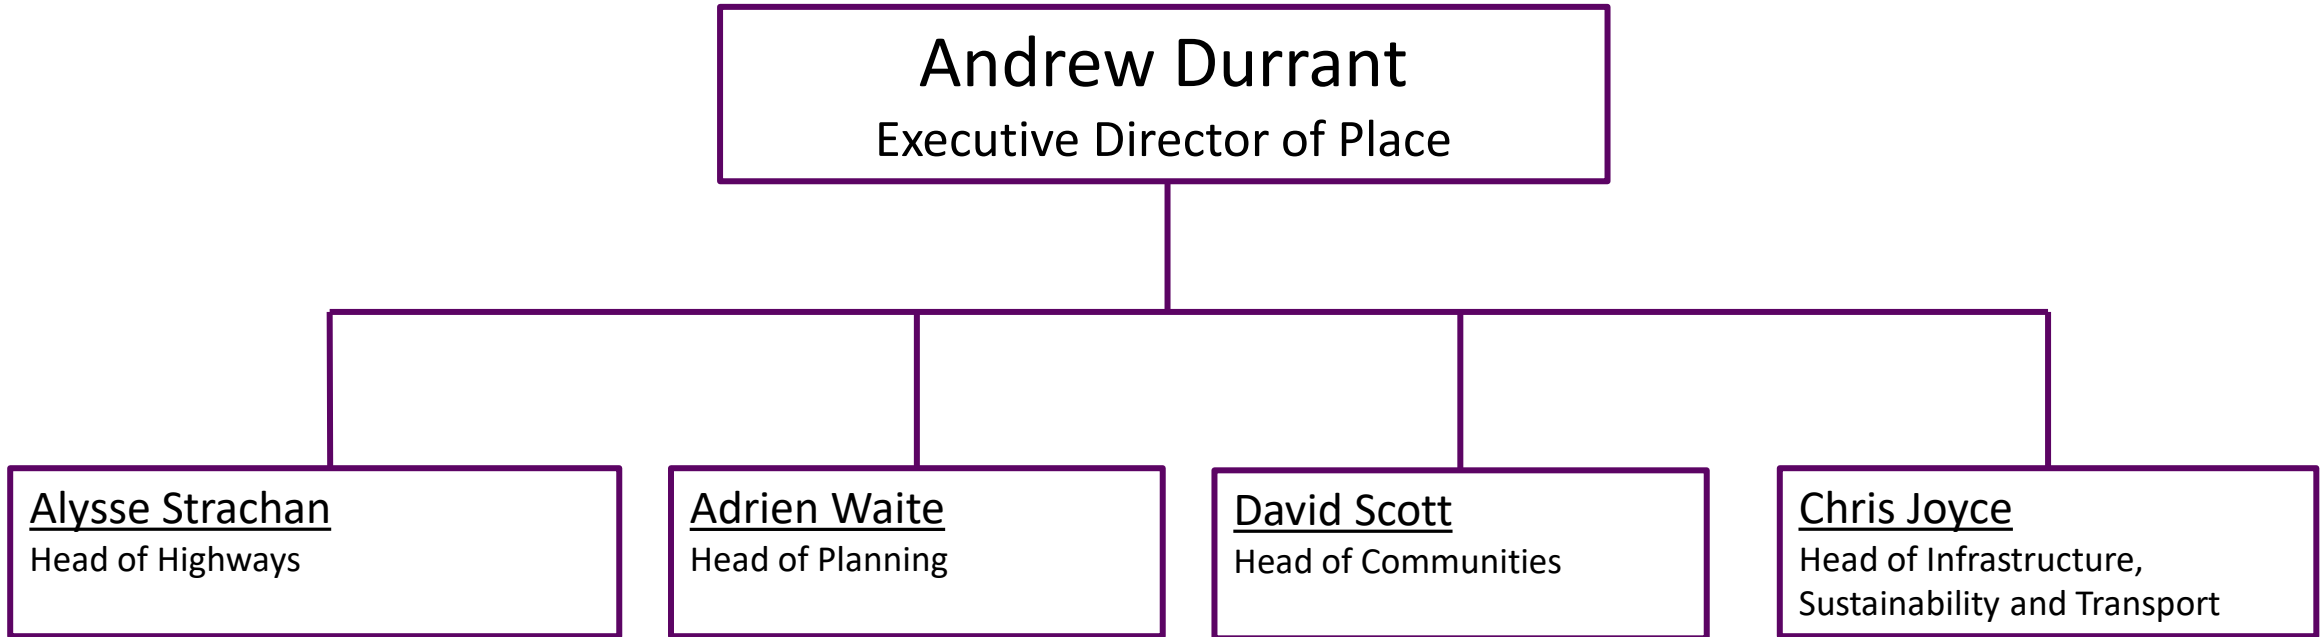 Andrew Durrant
Executive Director of Place
Alysse Strachan
Head of Highways
Adrien Waite
Head of Planning
David Scott
Head of Communities
Chris Joyce
Head of Infrastructure,
Sustainability and Transport